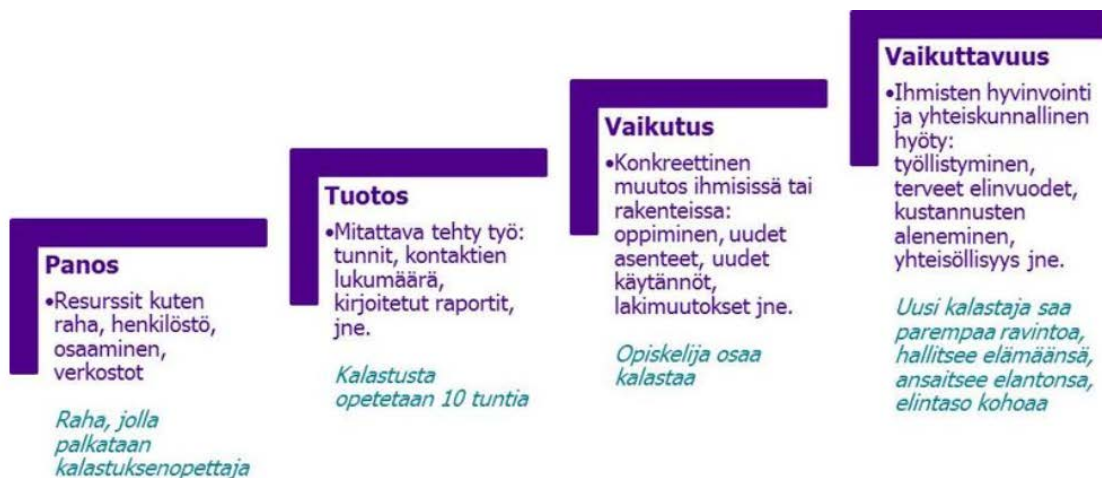 Panos
•Resurssit kuten
raha, henkilöstö,
osaaminen,
verkostot
Raha, jolla
palkataan
kalastuksenopettaja
Tuotos
•Mitattava tehty työ:
tunnit, kontaktien
lukumäärä,
kirjoitetut raportit,
jne.
Kalastusta
opetetaan 10 tuntia
Vaikutus
•Konkreettinen
muutos ihmisissä tai
rakenteissa:
oppiminen, uudet
asenteet, uudet
käytännöt,
lakimuutokset jne.
Opiskelija osaa
kalastaa
Vaikuttavuus
•Ihmisten hyvinvointi
ja yhteiskunnallinen
hyöty:
työllistyminen,
terveet elinvuodet,
kustannusten
aleneminen,
yhteisöllisyys jne.
Uusi kalastaja saa
parempaa ravintoa,
hallitsee elämäänsä,
ansaitsee elantonsa,
elintaso kohoaa